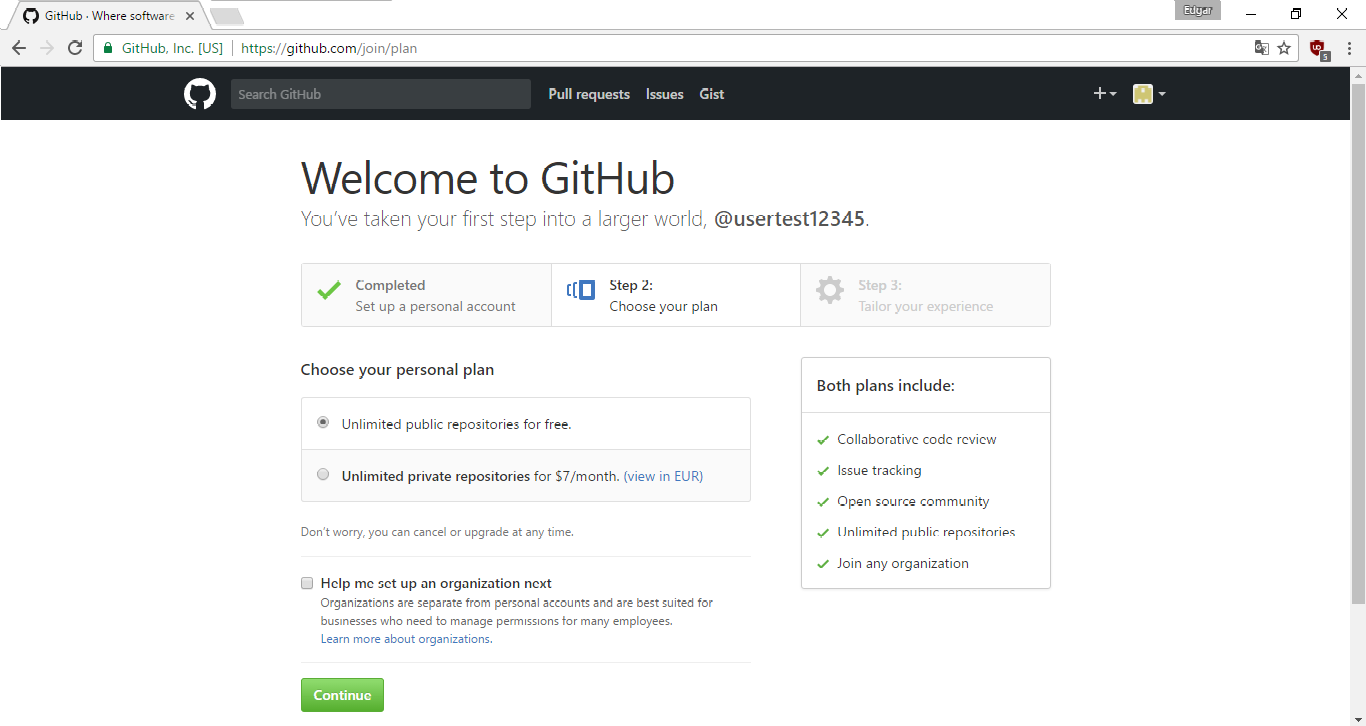 GitHub · Where software
Edgar
GitHub, Inc. [US] https://github.com/join/plan
5
Search GitHub Pull requests Issues Gist
Welcome to GitHub
You've taken your first step into a larger world, @usertest12345.
Completed
Set up a personal account
Step 2:
Choose your plan
Step 3:
Tailor your experience
Choose your personal plan
Unlimited public repositories for free.
Unlimited private repositories for $7/month. (view in EUR)
Don't worry, you can cancel or upgrade at any time.
Help me set up an organization next
Organizations are separate from personal accounts and are best suited for
businesses who need to manage permissions for many employees.
Learn more about organizations.
Continue
Both plans include:
Collaborative code review
Issue tracking
Open source community
Unlimited public repositories
Join any organization